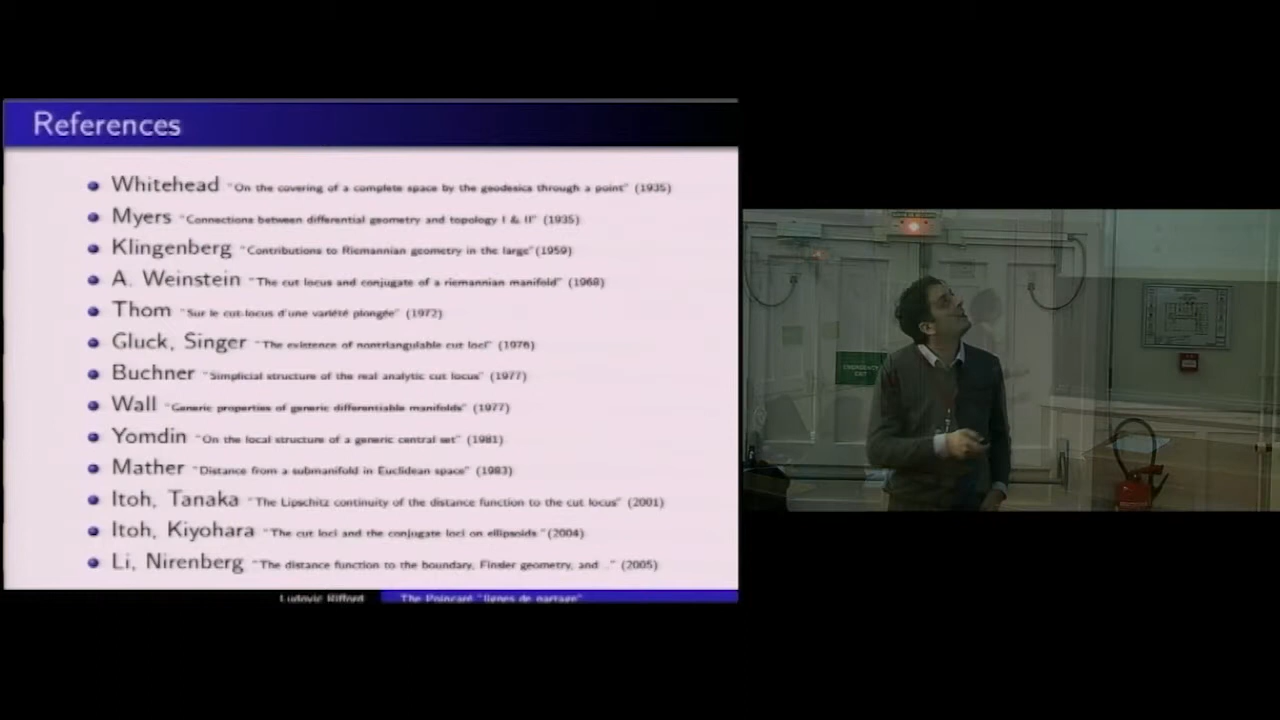 References
Whitehead "On the covering of a complete space by the geodesics through a point" (1935)
Myers "Connections between differential geometry and topology I & II" (1935)
Klingenberg "Contributions to Riemannian geometry in the large"(1959)
A. Weinstein "The cut locus and conjugate of a riemannian manifold" (1968)
Thom "Sur le cut-locus d'une variété plongée" (1972)
Gluck, Singer "The existence of nontriangulable cut loci" (1976)
Buchner "Simplicial structure of the real analytic cut locus" (1977)
Wall "Generic properties of generic differentiable manifolds" (1977)
Yomdin "On the local structure of a generic central set" (1981)
Mather "Distance from a submanifold in Euclidean space" (1983)
Itoh, Tanaka "The Lipschitz continuity of the distance function to the cut locus" (2001)
Itoh, Kiyohara "The cut loci and the conjugate loci on ellipsoids" (2004)
Li, Nirenberg "The distance function to the boundary, Finsler geometry, and .." (2005)
Ludovic Rifford The Poincaré "lignes de partage"
EMERGENCY
EXIT